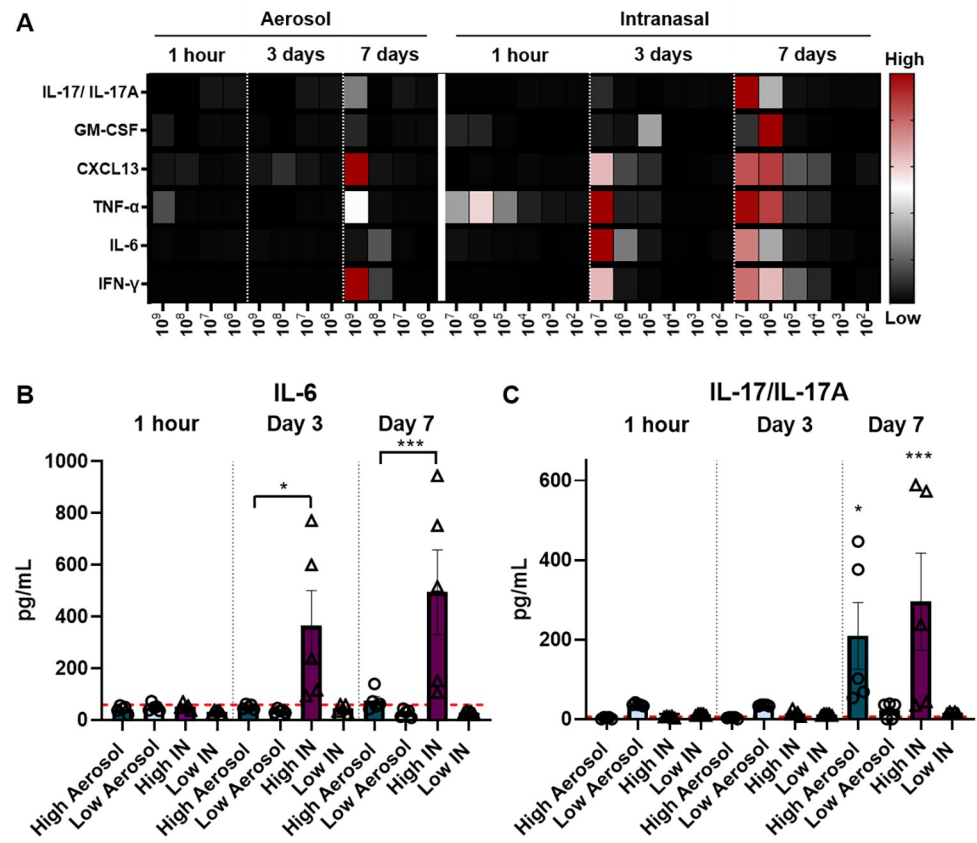 A
Aerosol Intranasal
1 hour 3 days 7 days 1 hour 3 days 7 days
High
IL-17/ IL-17A
GM-CSF
CXCL13
TNF-α
IL-6
IFN-γ
Low
10⁹ 10⁸ 10⁷ 10⁶ 10⁹ 10⁸ 10⁷ 10⁶ 10⁹ 10⁸ 10⁷ 10⁶ 10⁷ 10⁶ 10⁵ 10⁴ 10³ 10² 10⁷ 10⁶ 10⁵ 10⁴ 10³ 10² 10⁷ 10⁶ 10⁵ 10⁴ 10³ 10²
B
IL-6
1 hour Day 3 Day 7
***
*
pg/mL
1000
800
600
400
200
0
High Aerosol
Low Aerosol
High IN
Low IN
High Aerosol
Low Aerosol
High IN
Low IN
High Aerosol
Low Aerosol
High IN
Low IN
C
IL-17/IL-17A
1 hour Day 3 Day 7
***
*
pg/mL
600
400
200
0
High Aerosol
Low Aerosol
High IN
Low IN
High Aerosol
Low Aerosol
High IN
Low IN
High Aerosol
Low Aerosol
High IN
Low IN